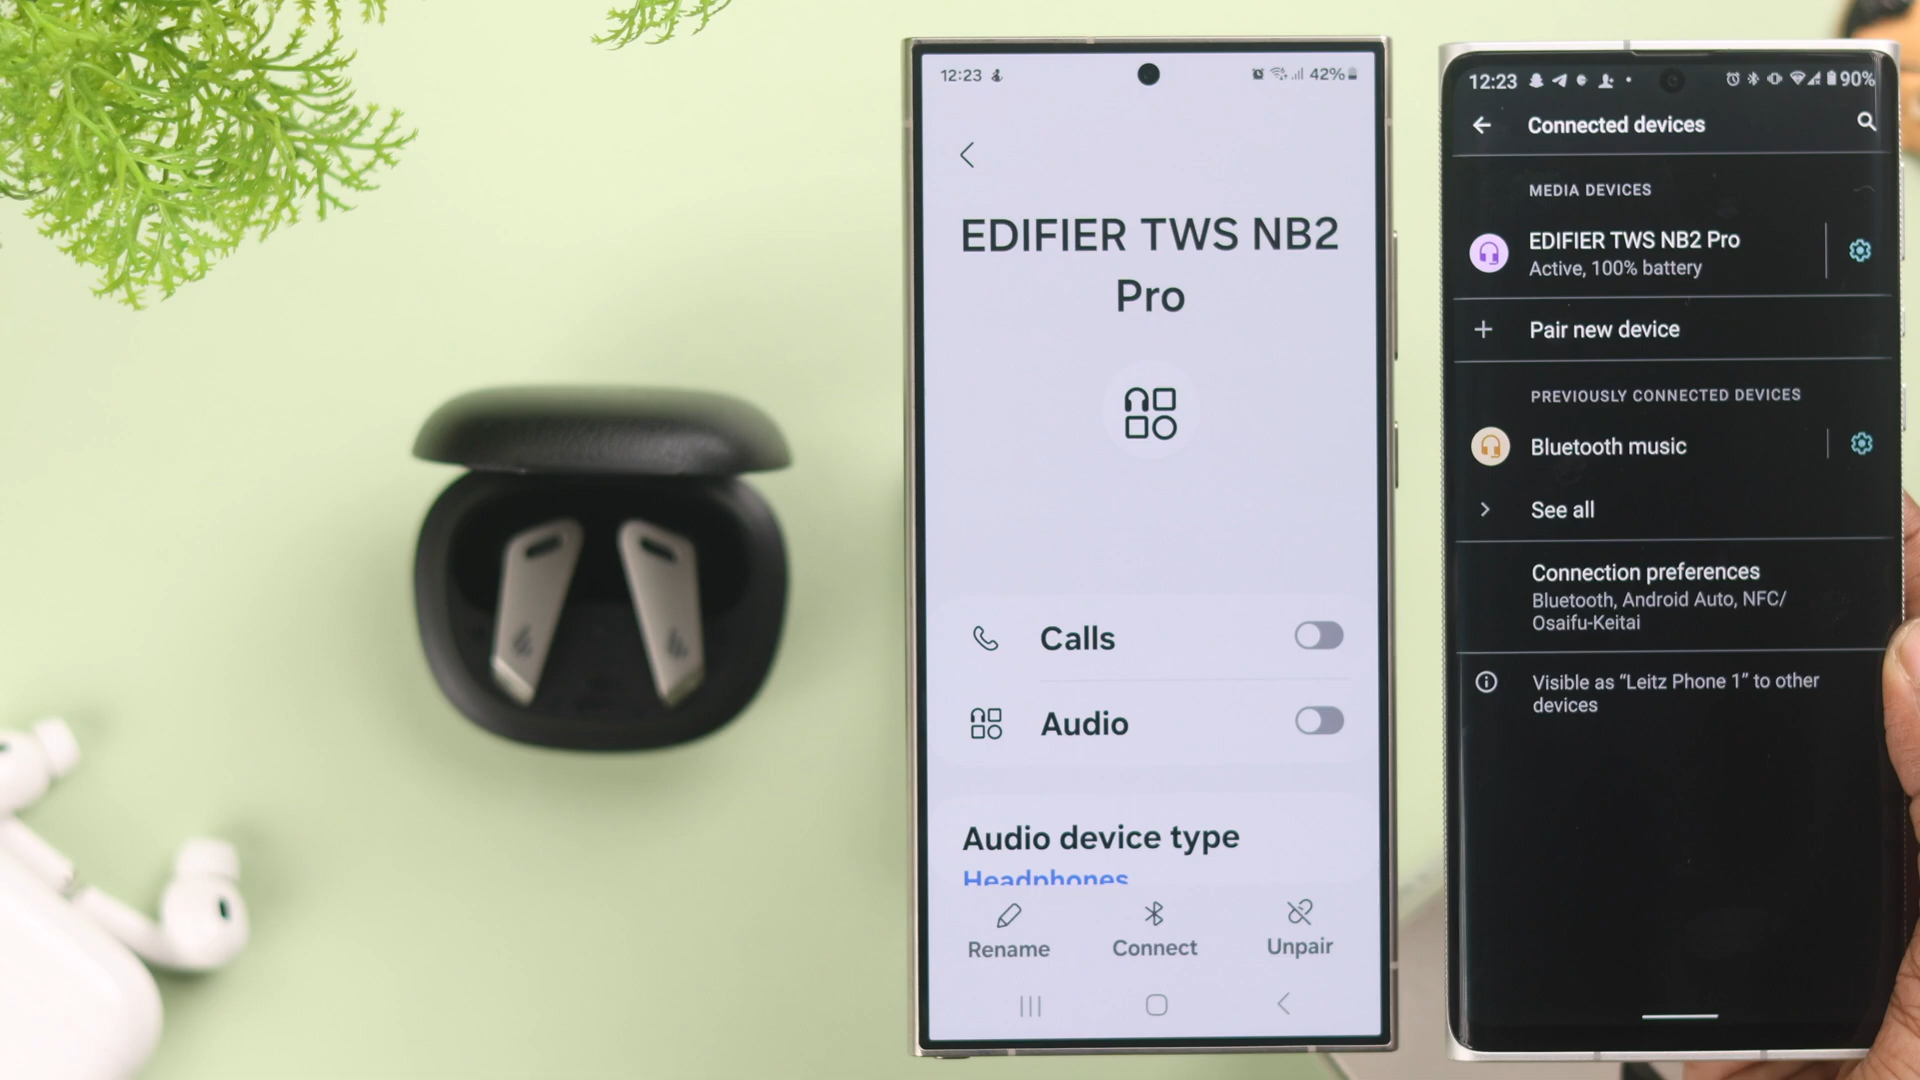 12:23
42%
EDIFIER TWS NB2
Pro
Calls
Audio
Audio device type
Headphones
Rename
Connect
Unpair
12:23
90%
Connected devices
MEDIA DEVICES
EDIFIER TWS NB2 Pro
Active, 100% battery
Pair new device
PREVIOUSLY CONNECTED DEVICES
Bluetooth music
See all
Connection preferences
Bluetooth, Android Auto, NFC/
Osaifu-Keitai
Visible as “Leitz Phone 1” to other
devices